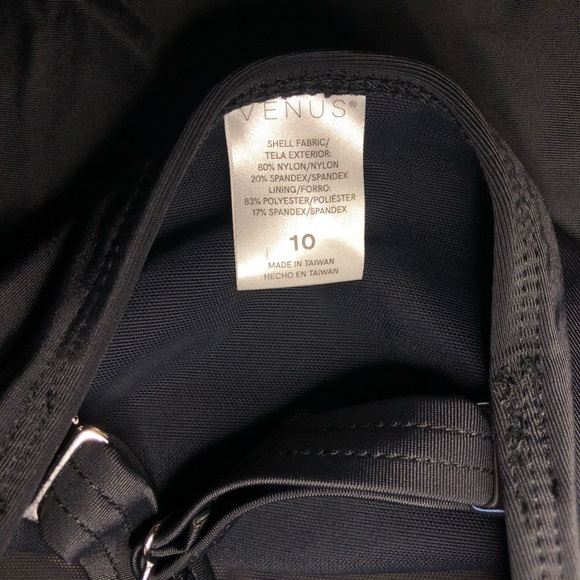 VENUS®
SHELL FABRIC/
TELA EXTERIOR:
80% NYLON/NYLON
20% SPANDEX/SPANDEX
LINING/FORRO:
83% POLYESTER/POLIÉSTER
17% SPANDEX/SPANDEX
10
MADE IN TAIWAN
HECHO EN TAIWAN